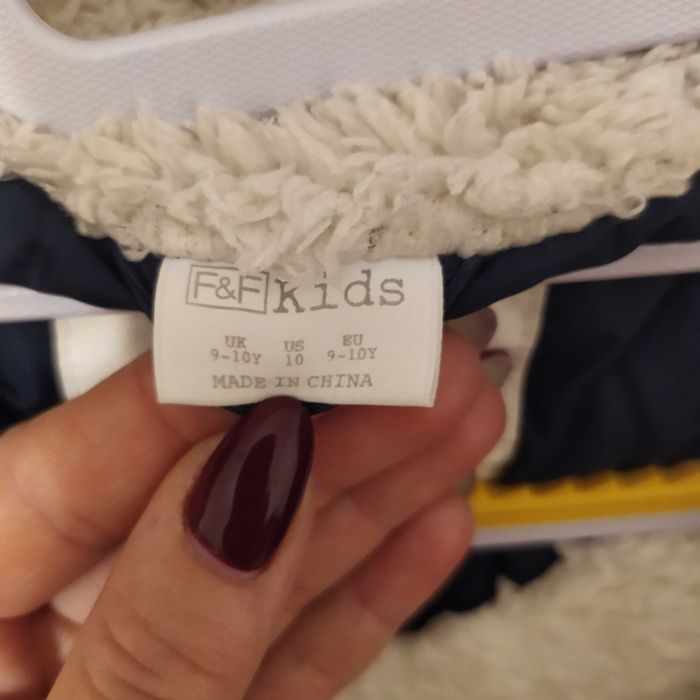 F&F kids
UK US EU
9-10Y 10 9-10Y
MADE IN CHINA